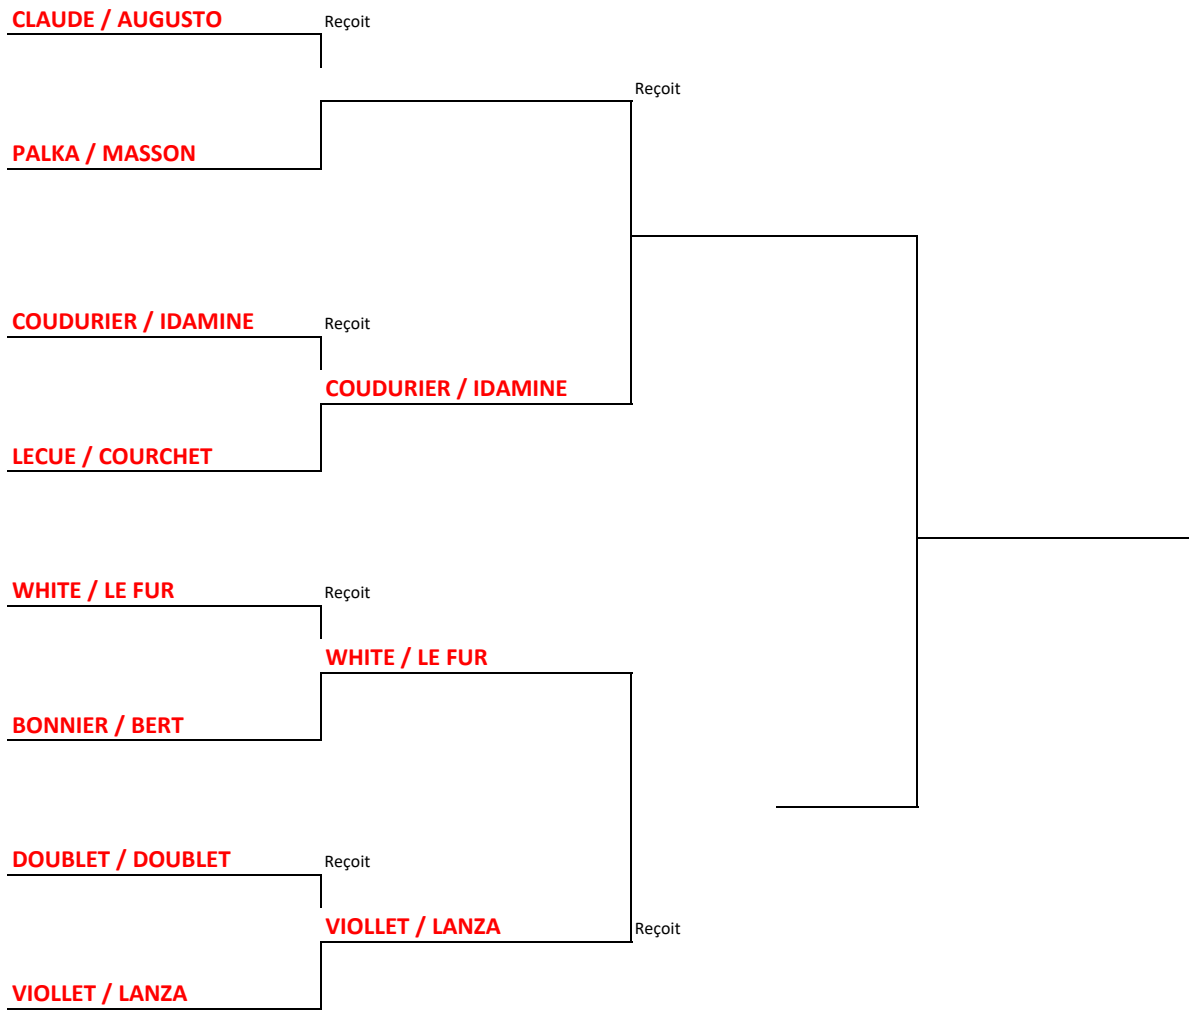 CLAUDE / AUGUSTO Reçoit
Reçoit
PALKA / MASSON
COUDURIER / IDAMINE Reçoit
COUDURIER / IDAMINE
LECUE / COURCHET
WHITE / LE FUR Reçoit
WHITE / LE FUR
BONNIER / BERT
DOUBLET / DOUBLET Reçoit
VIOLLET / LANZA Reçoit
VIOLLET / LANZA